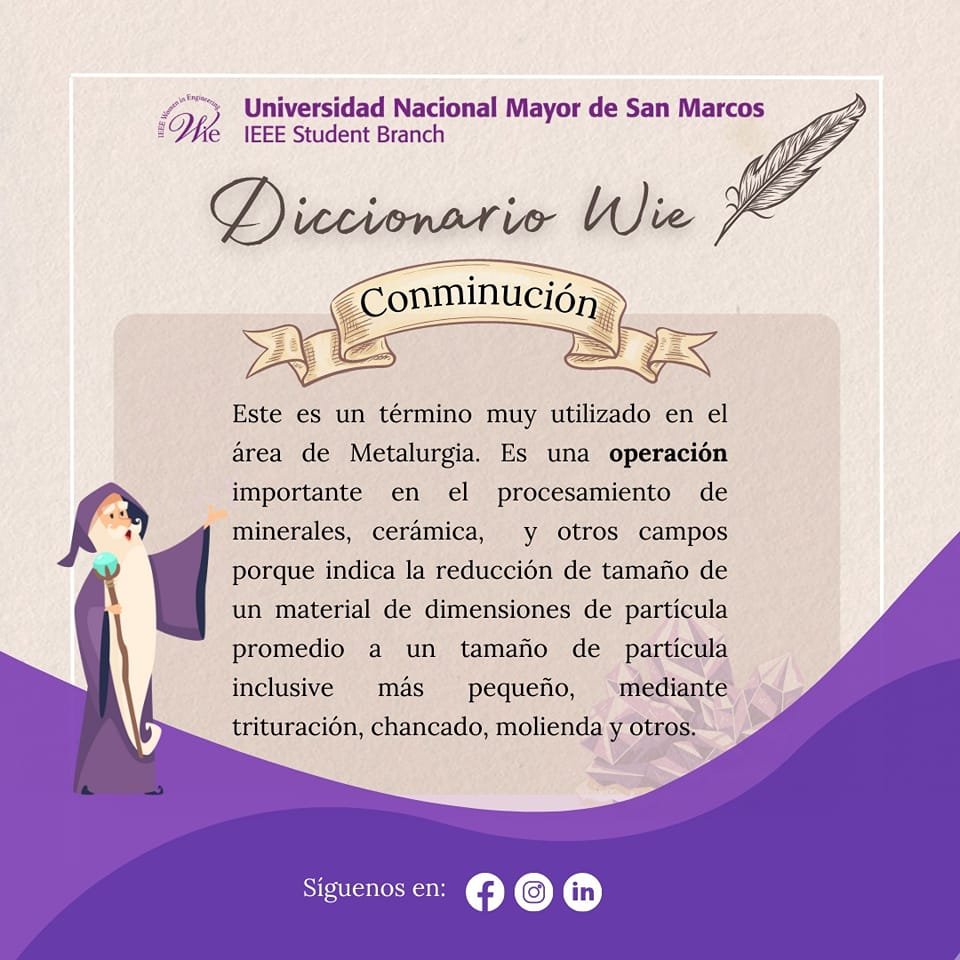 IEEE Women in Engineering
Wie
Universidad Nacional Mayor de San Marcos
IEEE Student Branch
Diccionario Wie
Conminución
Este es un término muy utilizado en el
área de Metalurgia. Es una operación
importante en el procesamiento de
minerales, cerámica, y otros campos
porque indica la reducción de tamaño de
un material de dimensiones de partícula
promedio a un tamaño de partícula
inclusive más pequeño, mediante
trituración, chancado, molienda y otros.
Síguenos en: